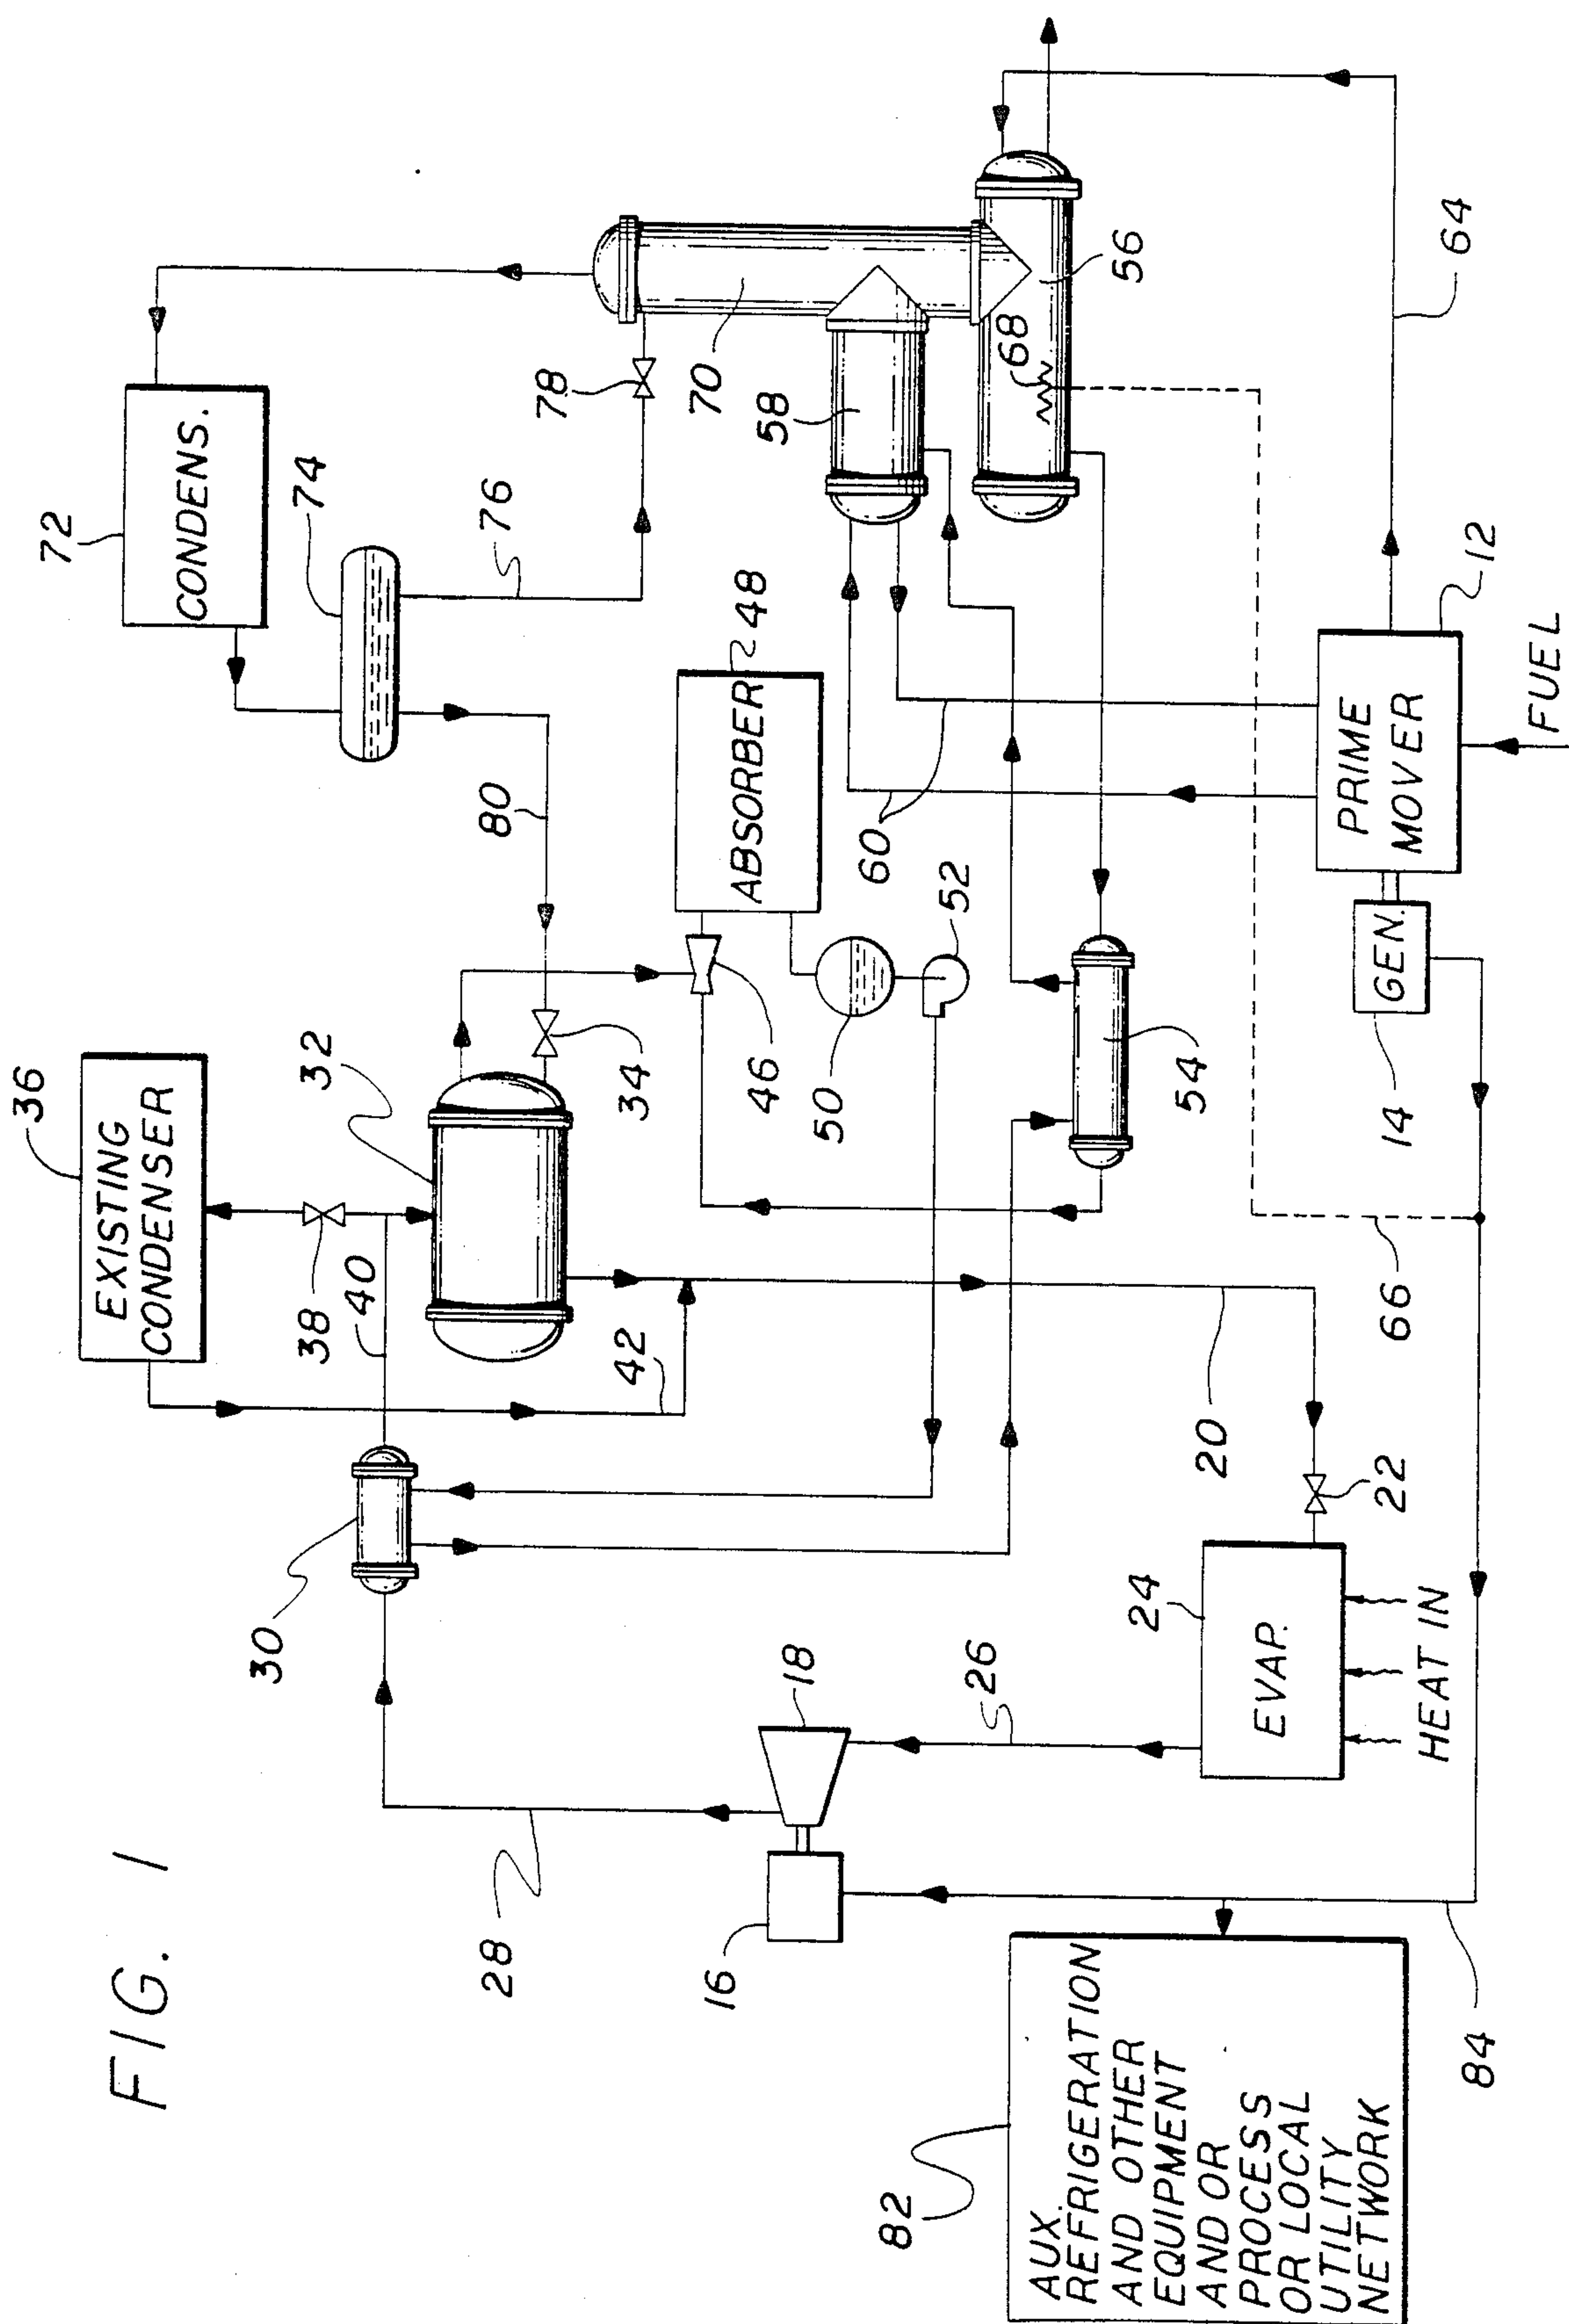 FIG. 1
36
EXISTING
CONDENSER
38
40
42
32
34
30
28
16
18
26
24
EVAP.
HEAT IN
22
20
72
CONDENS.
74
76
78
80
70
58
68
56
64
46
ABSORBER
48
50
52
54
60
PRIME
MOVER
12
FUEL
GEN.
14
66
82
AUX.
REFRIGERATION
AND OTHER
EQUIPMENT
AND OR
PROCESS
OR LOCAL
UTILITY
NETWORK
84